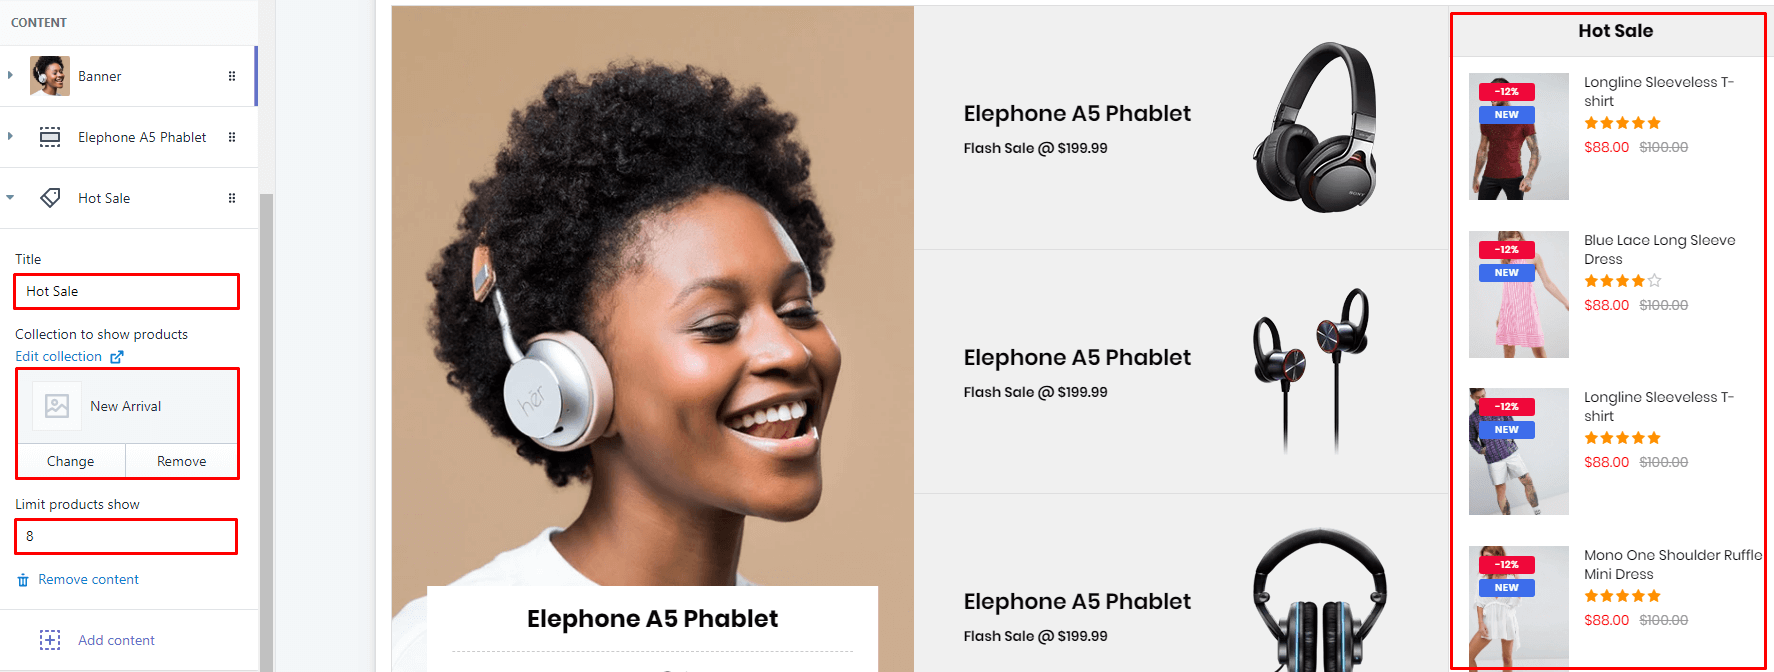 CONTENT
Banner
Elephone A5 Phablet
Hot Sale
Title
Hot Sale
Collection to show products
Edit collection
New Arrival
Change
Remove
Limit products show
8
Remove content
Add content
hër
Elephone A5 Phablet
Elephone A5 Phablet
Flash Sale @ $199.99
SONY
Elephone A5 Phablet
Flash Sale @ $199.99
Elephone A5 Phablet
Flash Sale @ $199.99
Hot Sale
-12%
NEW
Longline Sleeveless T-
shirt
$88.00 $100.00
-12%
NEW
Blue Lace Long Sleeve
Dress
$88.00 $100.00
-12%
NEW
Longline Sleeveless T-
shirt
$88.00 $100.00
-12%
NEW
Mono One Shoulder Ruffle
Mini Dress
$88.00 $100.00